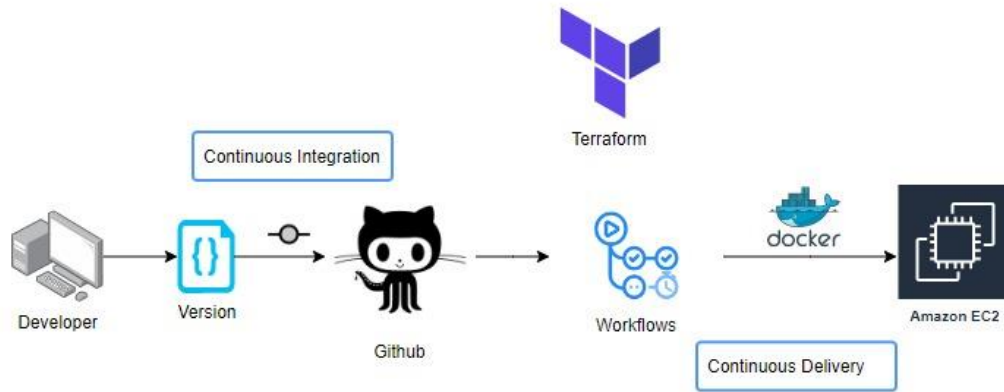 Terraform
Continuous Integration
docker
Developer
Version
Github
Workflows
Amazon EC2
Continuous Delivery